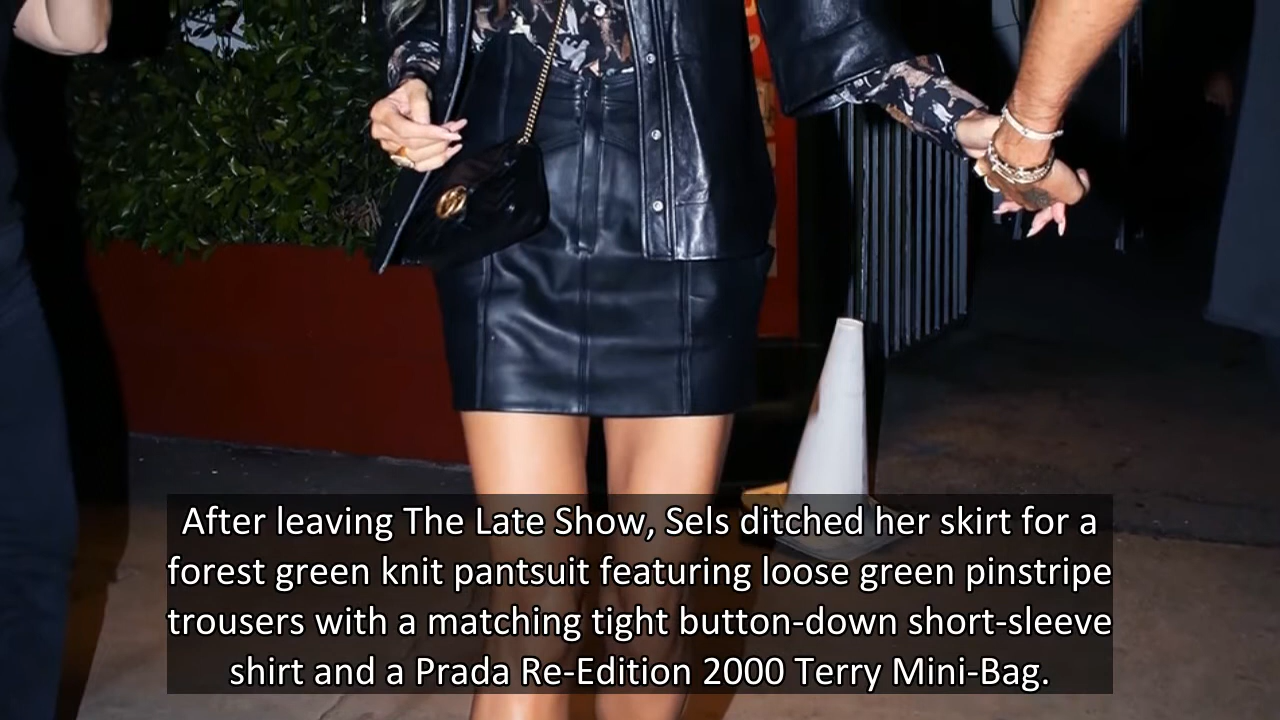 After leaving The Late Show, Sels ditched her skirt for a
forest green knit pantsuit featuring loose green pinstripe
trousers with a matching tight button-down short-sleeve
shirt and a Prada Re-Edition 2000 Terry Mini-Bag.